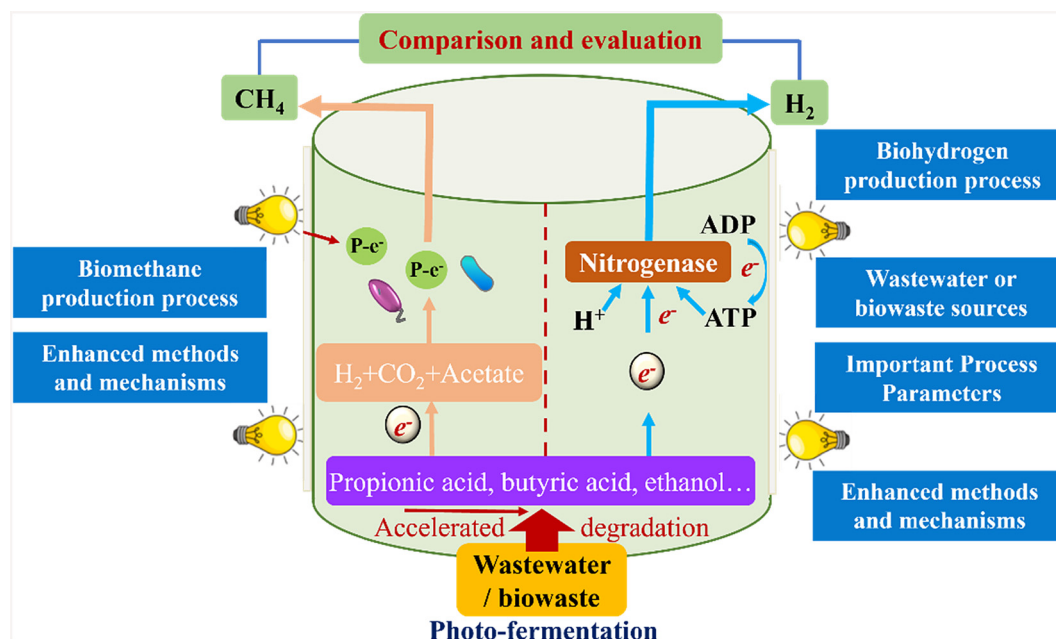 Comparison and evaluation
CH4
H2
Biohydrogen
production process
ADP
P-e-
Nitrogenase
e-
Biomethane
production process
P-e-
Wastewater or
biowaste sources
H+
e-
ATP
Enhanced methods
and mechanisms
H2+CO2+Acetate
e-
Important Process
Parameters
e-
Propionic acid, butyric acid, ethanol…
Enhanced methods
and mechanisms
Accelerated degradation
Wastewater
/ biowaste
Photo-fermentation